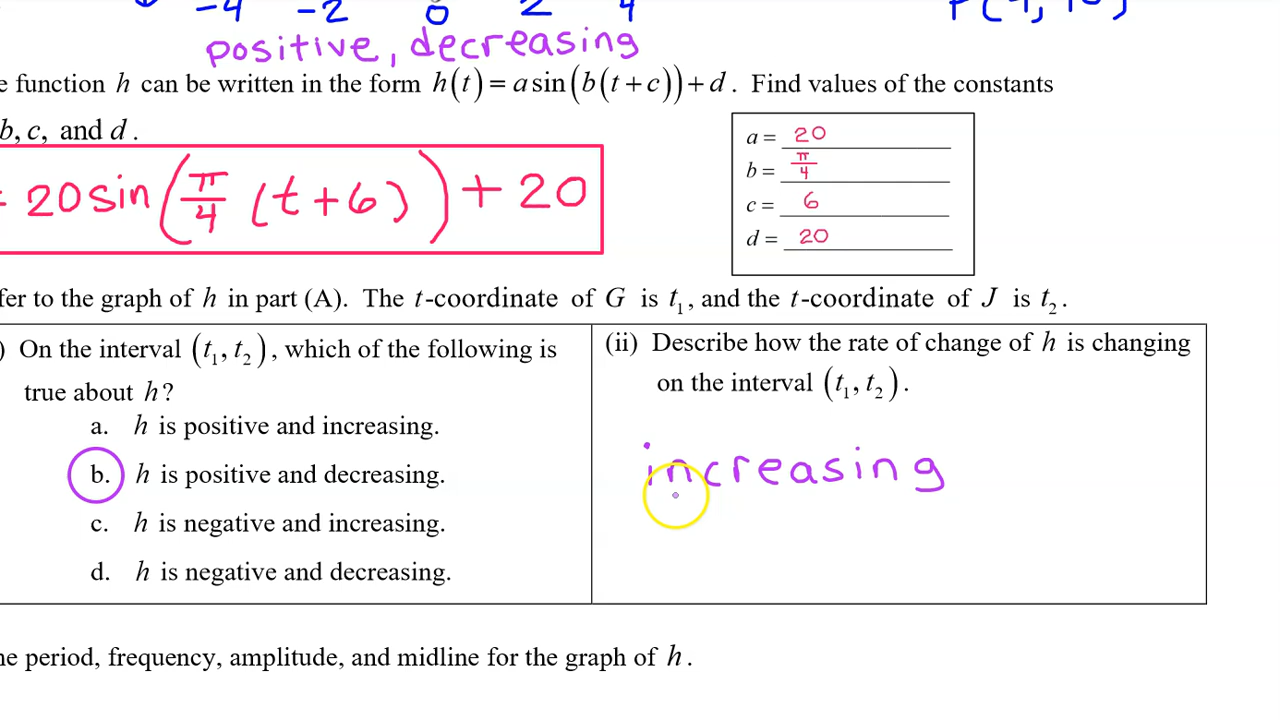 -4 -2 0 2 4
positive, decreasing
e function h can be written in the form h(t) = a sin(b(t+c))+d. Find values of the constants
b, c, and d.
= 20 sin(π/4 (t+6)) + 20
a = 20
b = π/4
c = 6
d = 20
fer to the graph of h in part (A). The t-coordinate of G is t₁, and the t-coordinate of J is t₂.
) On the interval (t₁, t₂), which of the following is
true about h?
a. h is positive and increasing.
b. h is positive and decreasing.
c. h is negative and increasing.
d. h is negative and decreasing.
(ii) Describe how the rate of change of h is changing
on the interval (t₁, t₂).
increasing
ne period, frequency, amplitude, and midline for the graph of h.